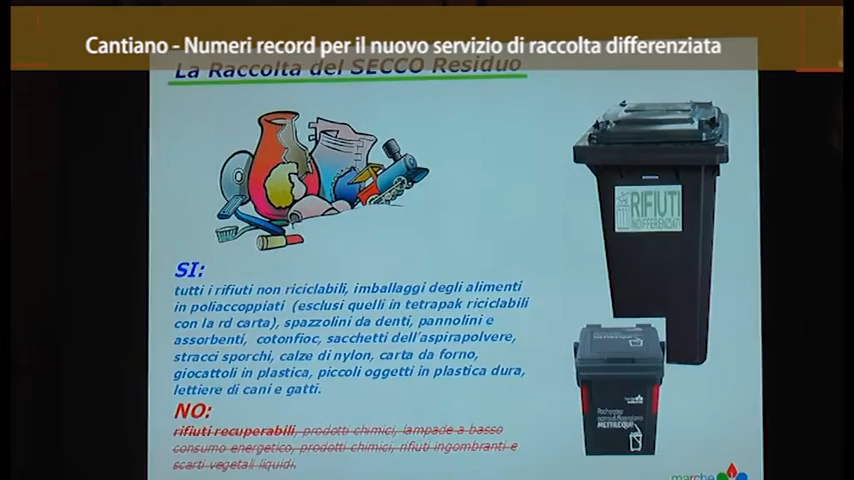 Cantiano - Numeri record per il nuovo servizio di raccolta differenziata
La Raccolta del SECCO Residuo
RIFIUTI
INDIFFERENZIATI
SI:
tutti i rifiuti non riciclabili, imballaggi degli alimenti
in poliaccoppiati (esclusi quelli in tetrapak riciclabili
con la rd carta), spazzolini da denti, pannolini e
assorbenti, cotonfioc, sacchetti dell'aspirapolvere,
stracci sporchi, calze di nylon, carta da forno,
giocattoli in plastica, piccoli oggetti in plastica dura,
lettiere di cani e gatti.
NO:
rifiuti recuperabili, prodotti chimici, lampade a basso
consumo energetico, prodotti chimici, rifiuti ingombranti e
scarti vegetali liquidi.
METTILEQUI
marche